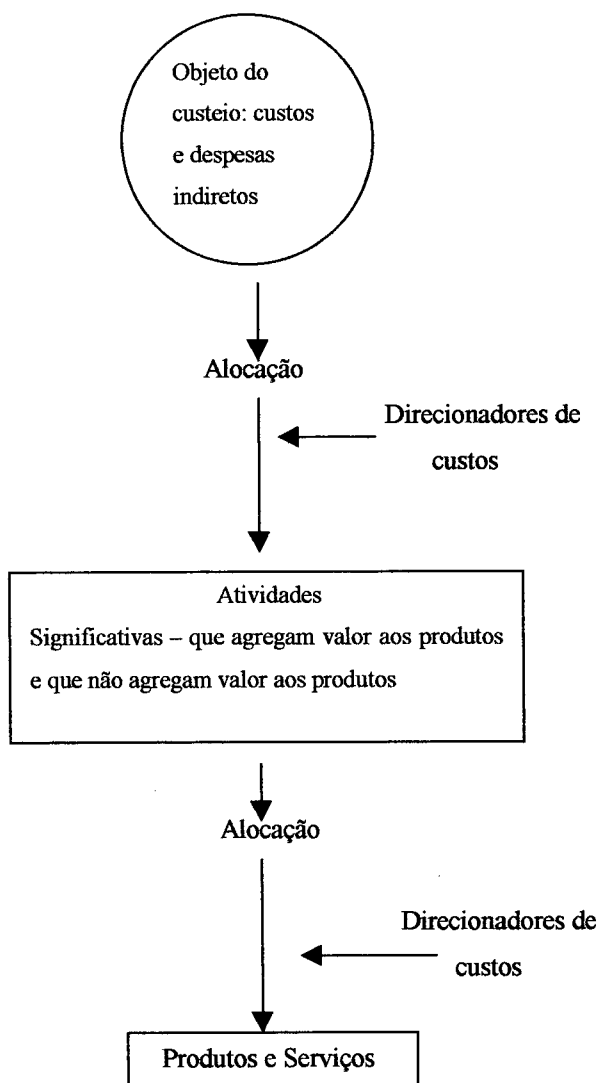 Objeto do
custeio: custos
e despesas
indiretos
Alocação
Direcionadores de
custos
Atividades
Significativas – que agregam valor aos produtos
e que não agregam valor aos produtos
Alocação
Direcionadores de
custos
Produtos e Serviços